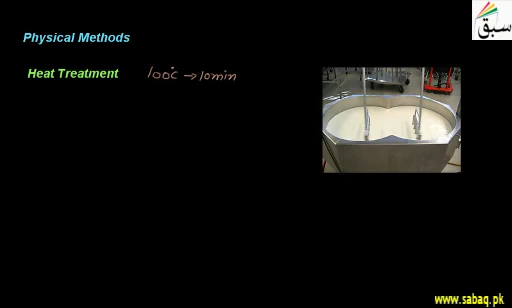 سبق
Physical Methods
Heat Treatment 100°C → 10min
www.sabaq.pk